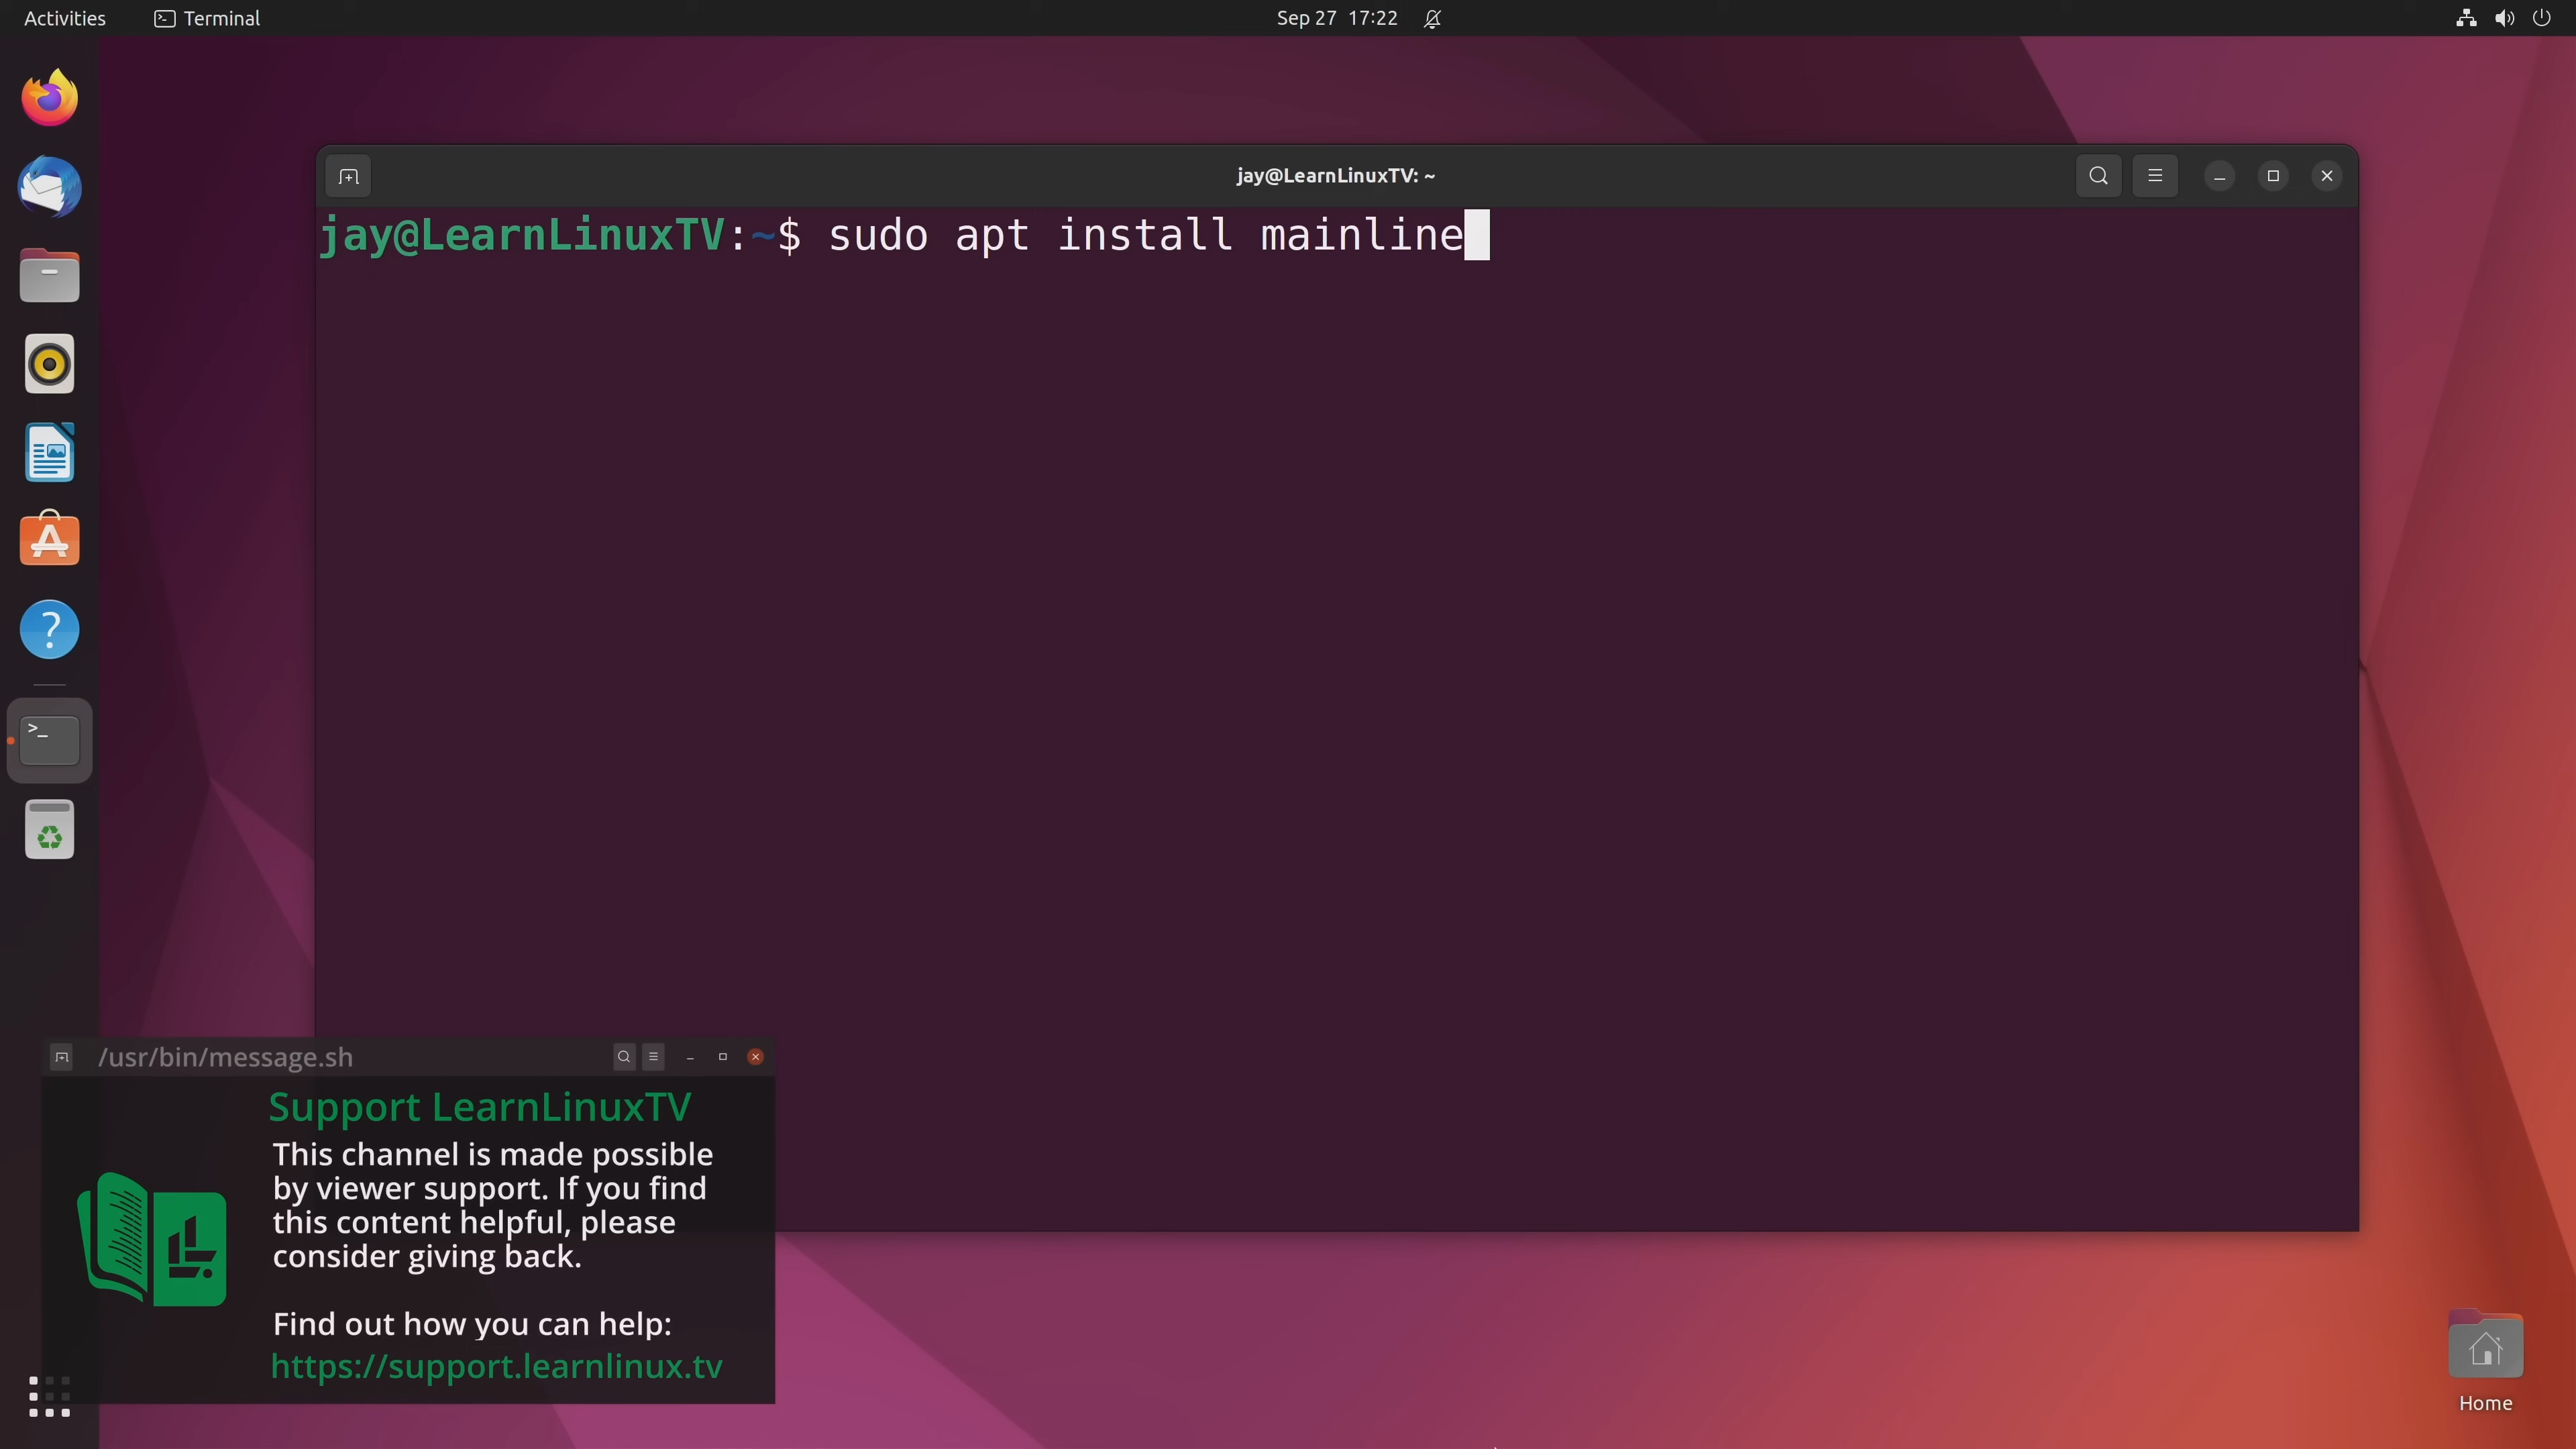 Activities Terminal Sep 27 17:22
jay@LearnLinuxTV: ~
jay@LearnLinuxTV:~$ sudo apt install mainline
/usr/bin/message.sh
Support LearnLinuxTV
This channel is made possible
by viewer support. If you find
this content helpful, please
consider giving back.
Find out how you can help:
https://support.learnlinux.tv
Home